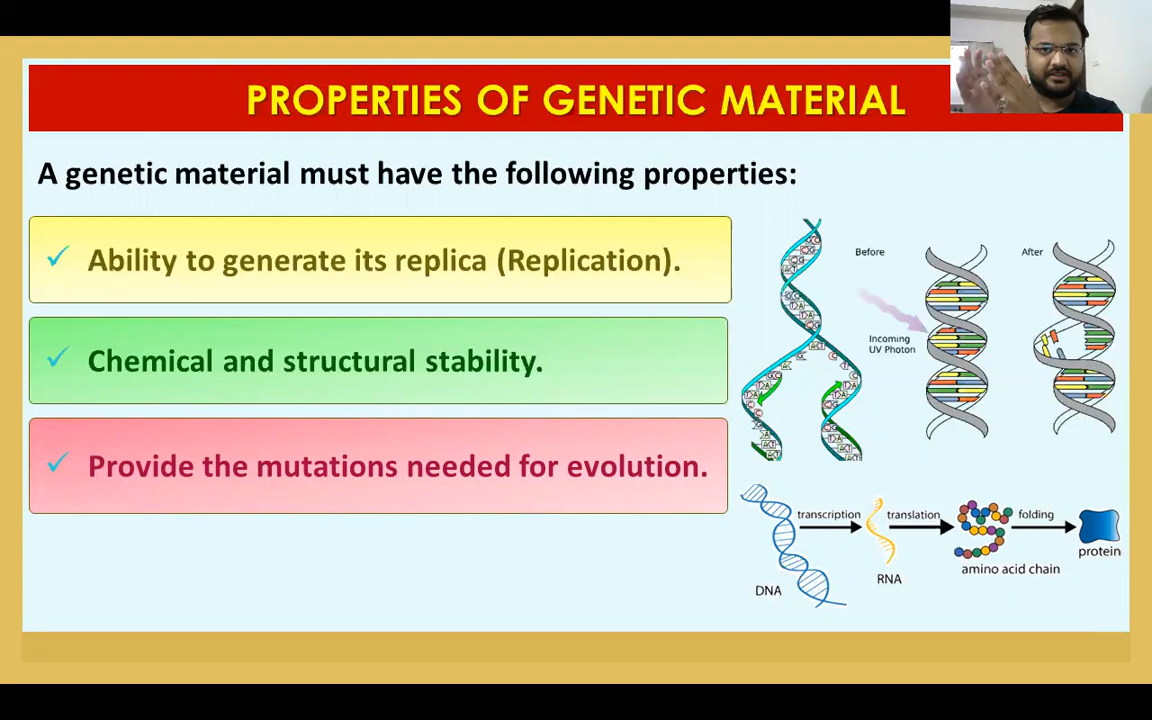 PROPERTIES OF GENETIC MATERIAL
A genetic material must have the following properties:
✓ Ability to generate its replica (Replication).
✓ Chemical and structural stability.
✓ Provide the mutations needed for evolution.
Before
After
Incoming
UV Photon
transcription
translation
folding
DNA
RNA
amino acid chain
protein